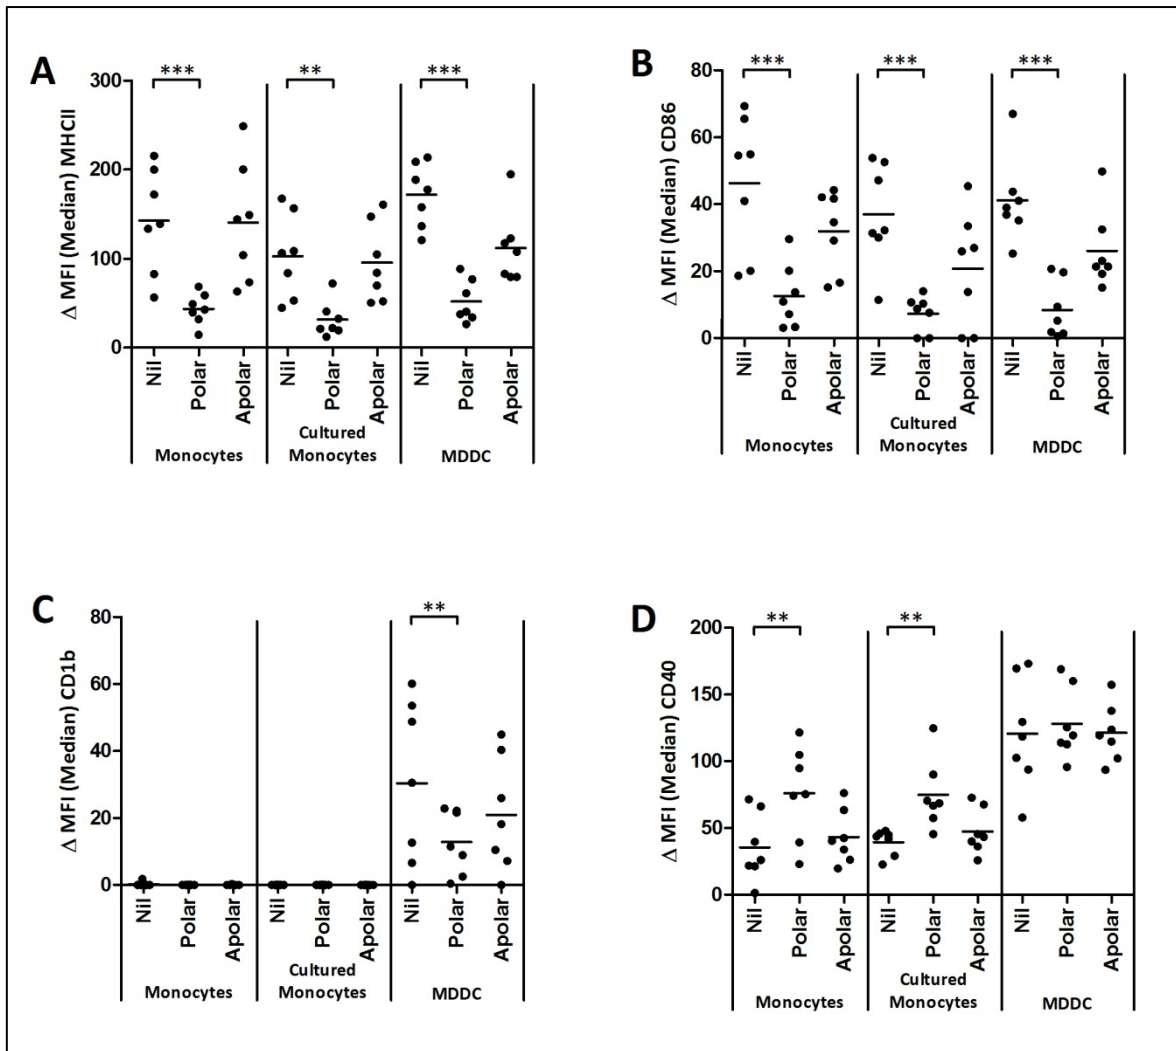 A
Δ MFI (Median) MHCII
300
200
100
0
***
**
***
Nil
Polar
Apolar
Nil
Polar
Apolar
Nil
Polar
Apolar
Monocytes
Cultured
Monocytes
MDDC
B
Δ MFI (Median) CD86
80
60
40
20
0
***
***
***
Nil
Polar
Apolar
Nil
Polar
Apolar
Nil
Polar
Apolar
Monocytes
Cultured
Monocytes
MDDC
C
Δ MFI (Median) CD1b
80
60
40
20
0
**
Nil
Polar
Apolar
Nil
Polar
Apolar
Nil
Polar
Apolar
Monocytes
Cultured
Monocytes
MDDC
D
Δ MFI (Median) CD40
200
150
100
50
0
**
**
Nil
Polar
Apolar
Nil
Polar
Apolar
Nil
Polar
Apolar
Monocytes
Cultured
Monocytes
MDDC